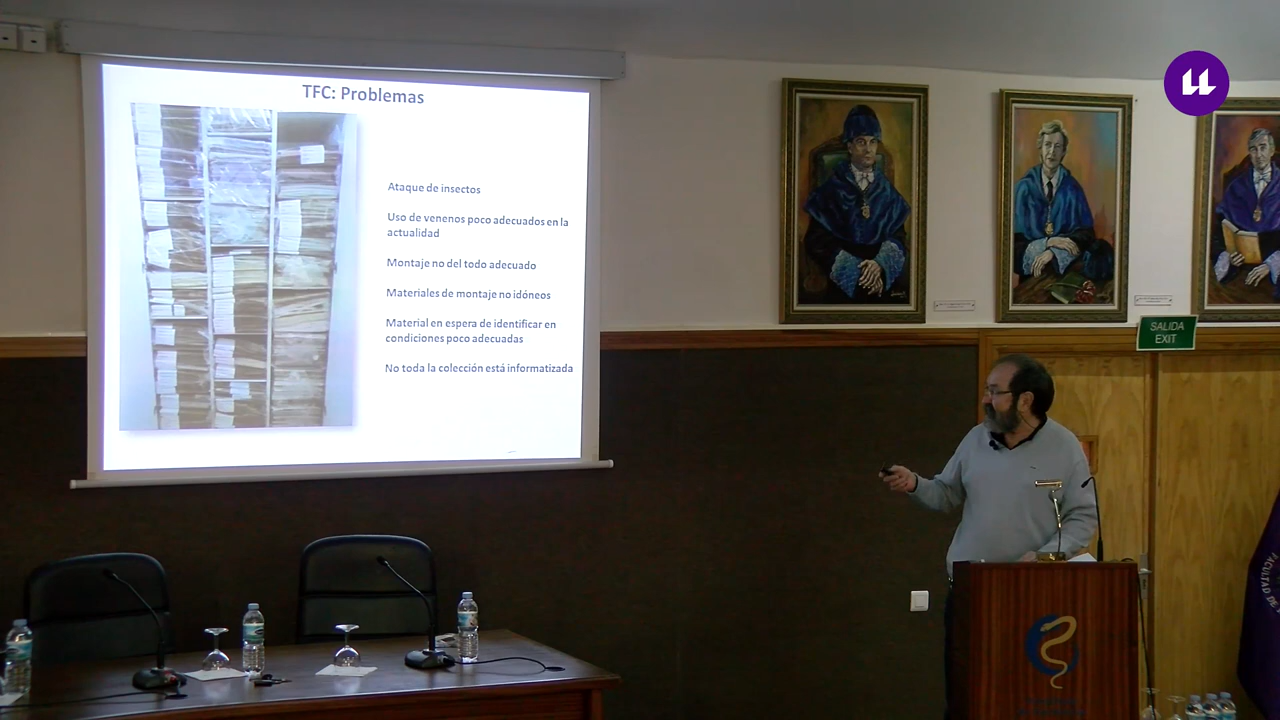 TFC: Problemas
Ataque de insectos
Uso de venenos poco adecuados en la
actualidad
Montaje no del todo adecuado
Materiales de montaje no idóneos
Material en espera de identificar en
condiciones poco adecuadas
No toda la colección está informatizada
SALIDA
EXIT
FACULTAD DE